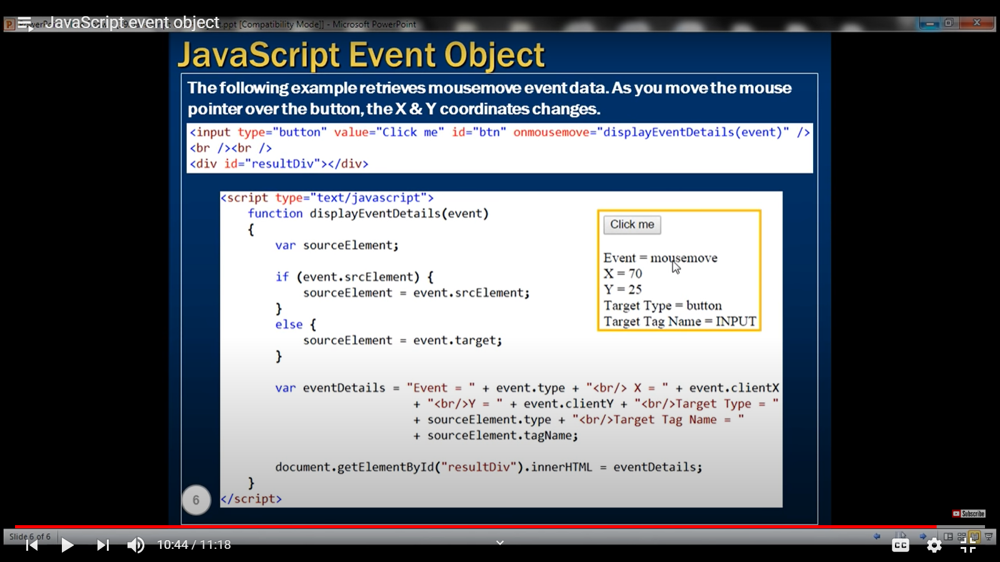 JavaScript event object
.ppt [Compatibility Mode]] - Microsoft PowerPoint
JavaScript Event Object
The following example retrieves mousemove event data. As you move the mouse
pointer over the button, the X & Y coordinates changes.
<input type="button" value="Click me" id="btn" onmousemove="displayEventDetails(event)" />
<br /><br />
<div id="resultDiv"></div>
<script type="text/javascript">
function displayEventDetails(event)
{
var sourceElement;
if (event.srcElement) {
sourceElement = event.srcElement;
}
else {
sourceElement = event.target;
}
var eventDetails = "Event = " + event.type + "<br/> X = " + event.clientX
+ "<br/>Y = " + event.clientY + "<br/>Target Type = "
+ sourceElement.type + "<br/>Target Tag Name = "
+ sourceElement.tagName;
document.getElementById("resultDiv").innerHTML = eventDetails;
}
</script>
Click me
Event = mousemove
X = 70
Y = 25
Target Type = button
Target Tag Name = INPUT
6
Subscribe
Slide 6 of 6
10:44 / 11:18
CC